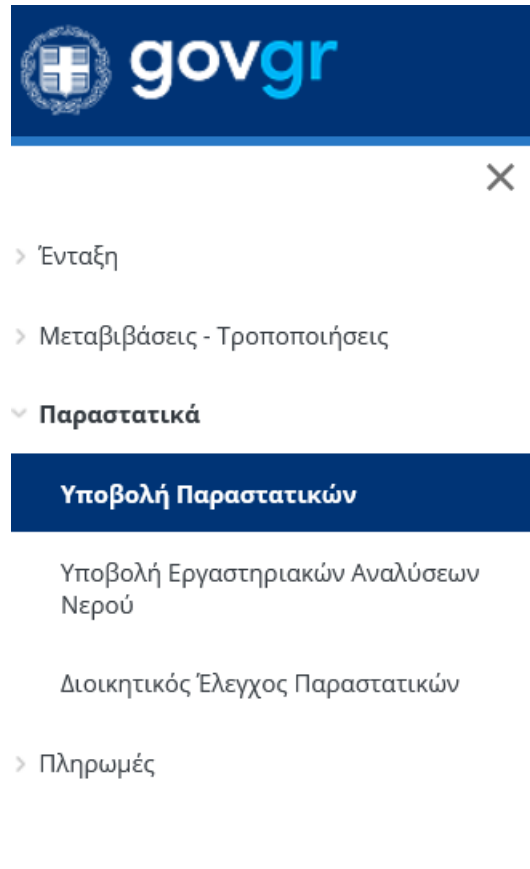 govgr
Ένταξη
Μεταβιβάσεις - Τροποποιήσεις
Παραστατικά
Υποβολή Παραστατικών
Υποβολή Εργαστηριακών Αναλύσεων
Νερού
Διοικητικός Έλεγχος Παραστατικών
Πληρωμές